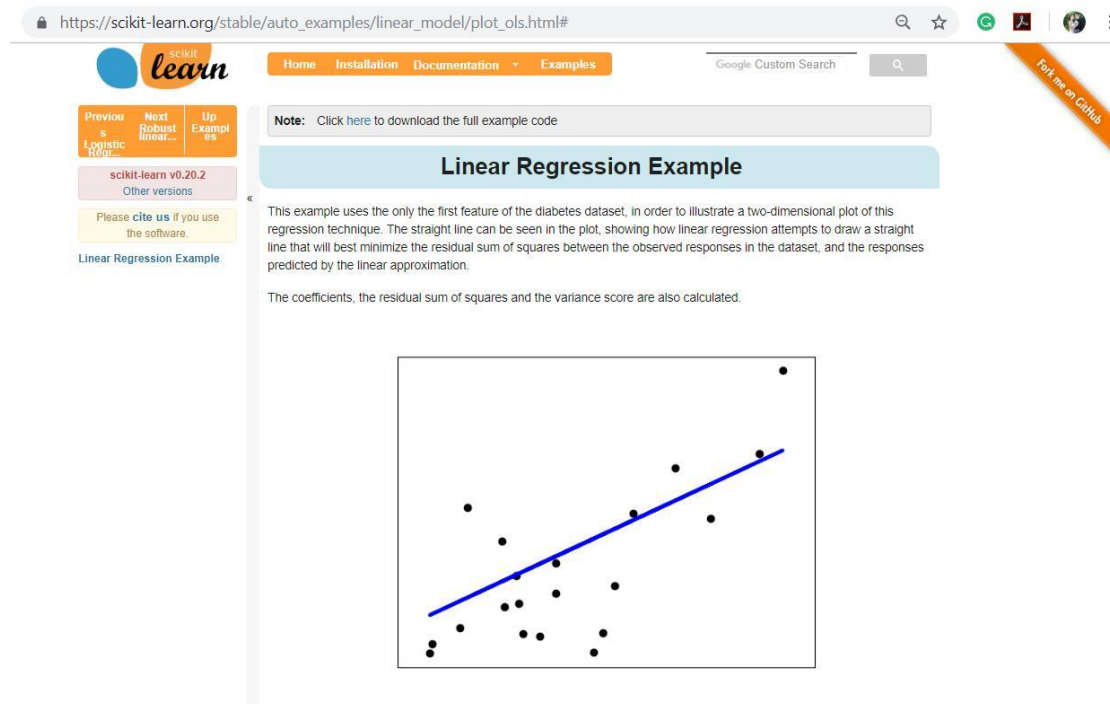 https://scikit-learn.org/stable/auto_examples/linear_model/plot_ols.html#
scikit
learn
Home Installation Documentation Examples
Google Custom Search
Fork me on GitHub
Previou
s
Logistic
Regr...
Next
Robust
linear...
Up
Exampl
es
scikit-learn v0.20.2
Other versions
Please cite us if you use
the software.
Linear Regression Example
«
Note: Click here to download the full example code
Linear Regression Example
This example uses the only the first feature of the diabetes dataset, in order to illustrate a two-dimensional plot of this
regression technique. The straight line can be seen in the plot, showing how linear regression attempts to draw a straight
line that will best minimize the residual sum of squares between the observed responses in the dataset, and the responses
predicted by the linear approximation.
The coefficients, the residual sum of squares and the variance score are also calculated.